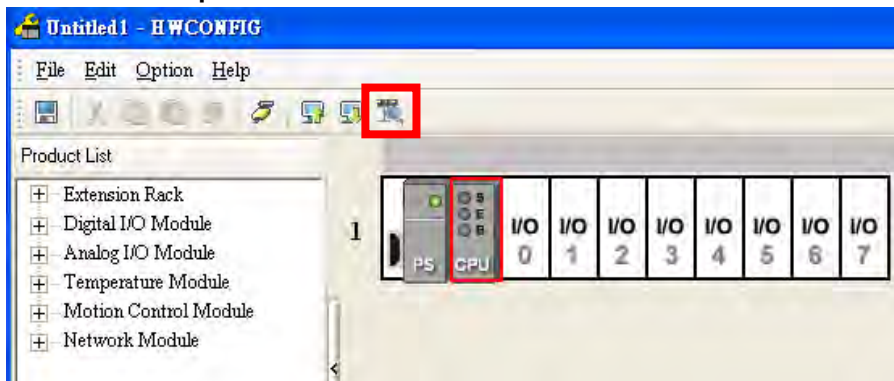 Untitled1 - HWCONFIG
File Edit Option Help
Product List
Extension Rack
Digital I/O Module
Analog I/O Module
Temperature Module
Motion Control Module
Network Module
1
S
E
B
PS CPU
I/O I/O I/O I/O I/O I/O I/O I/O
0 1 2 3 4 5 6 7